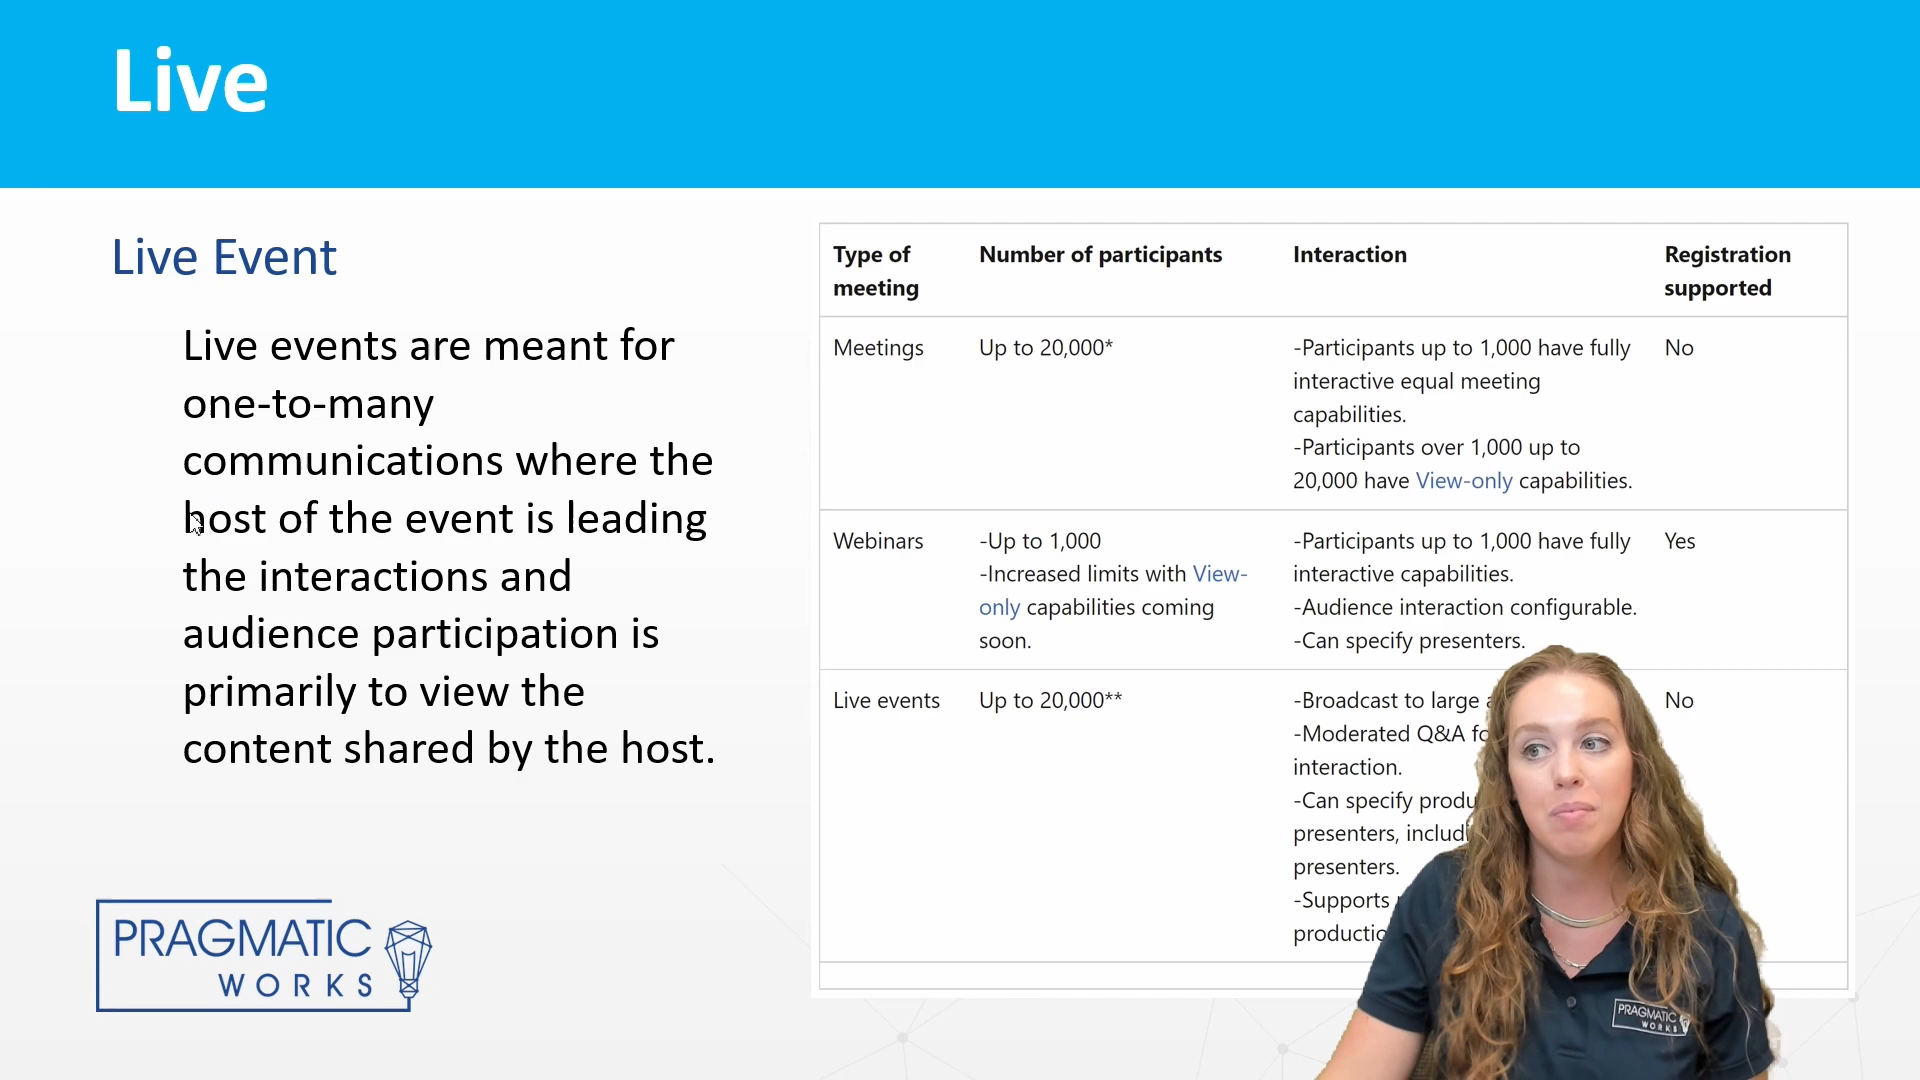 Live
Live Event
Live events are meant for
one-to-many
communications where the
host of the event is leading
the interactions and
audience participation is
primarily to view the
content shared by the host.
PRAGMATIC
WORKS
Type of meeting
Number of participants
Interaction
Registration supported
Meetings
Up to 20,000*
-Participants up to 1,000 have fully
interactive equal meeting
capabilities.
-Participants over 1,000 up to
20,000 have View-only capabilities.
No
Webinars
-Up to 1,000
-Increased limits with View-
only capabilities coming
soon.
-Participants up to 1,000 have fully
interactive capabilities.
-Audience interaction configurable.
-Can specify presenters.
Yes
Live events
Up to 20,000**
-Broadcast to large
-Moderated Q&A
interaction.
-Can specify
presenters,
presenters.
-Supports
No
PRAGMATIC
WORKS